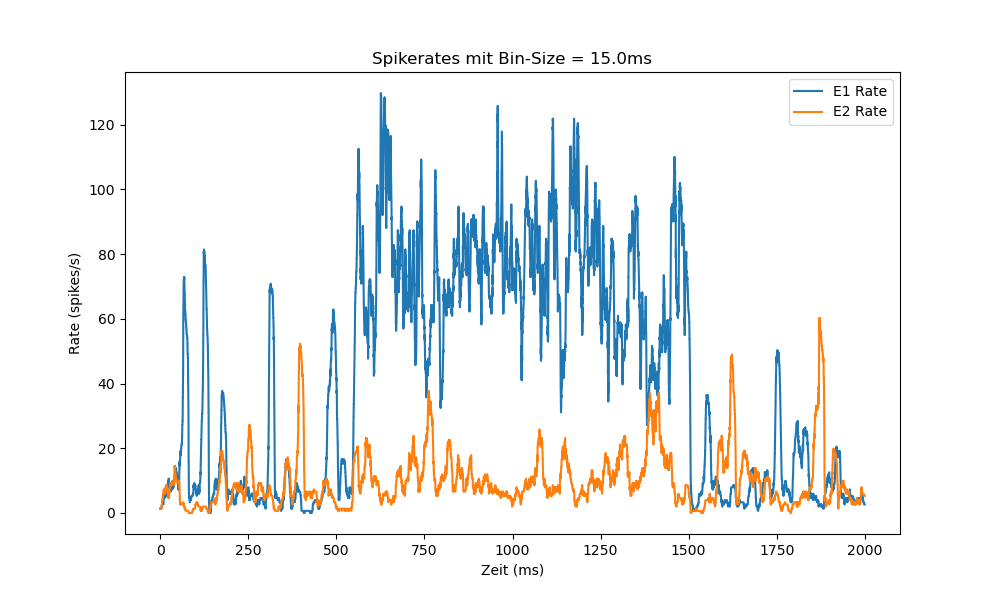 Spikerates mit Bin-Size = 15.0ms
E1 Rate
E2 Rate
120
100
80
60
40
20
0
Rate (spikes/s)
0 250 500 750 1000 1250 1500 1750 2000
Zeit (ms)